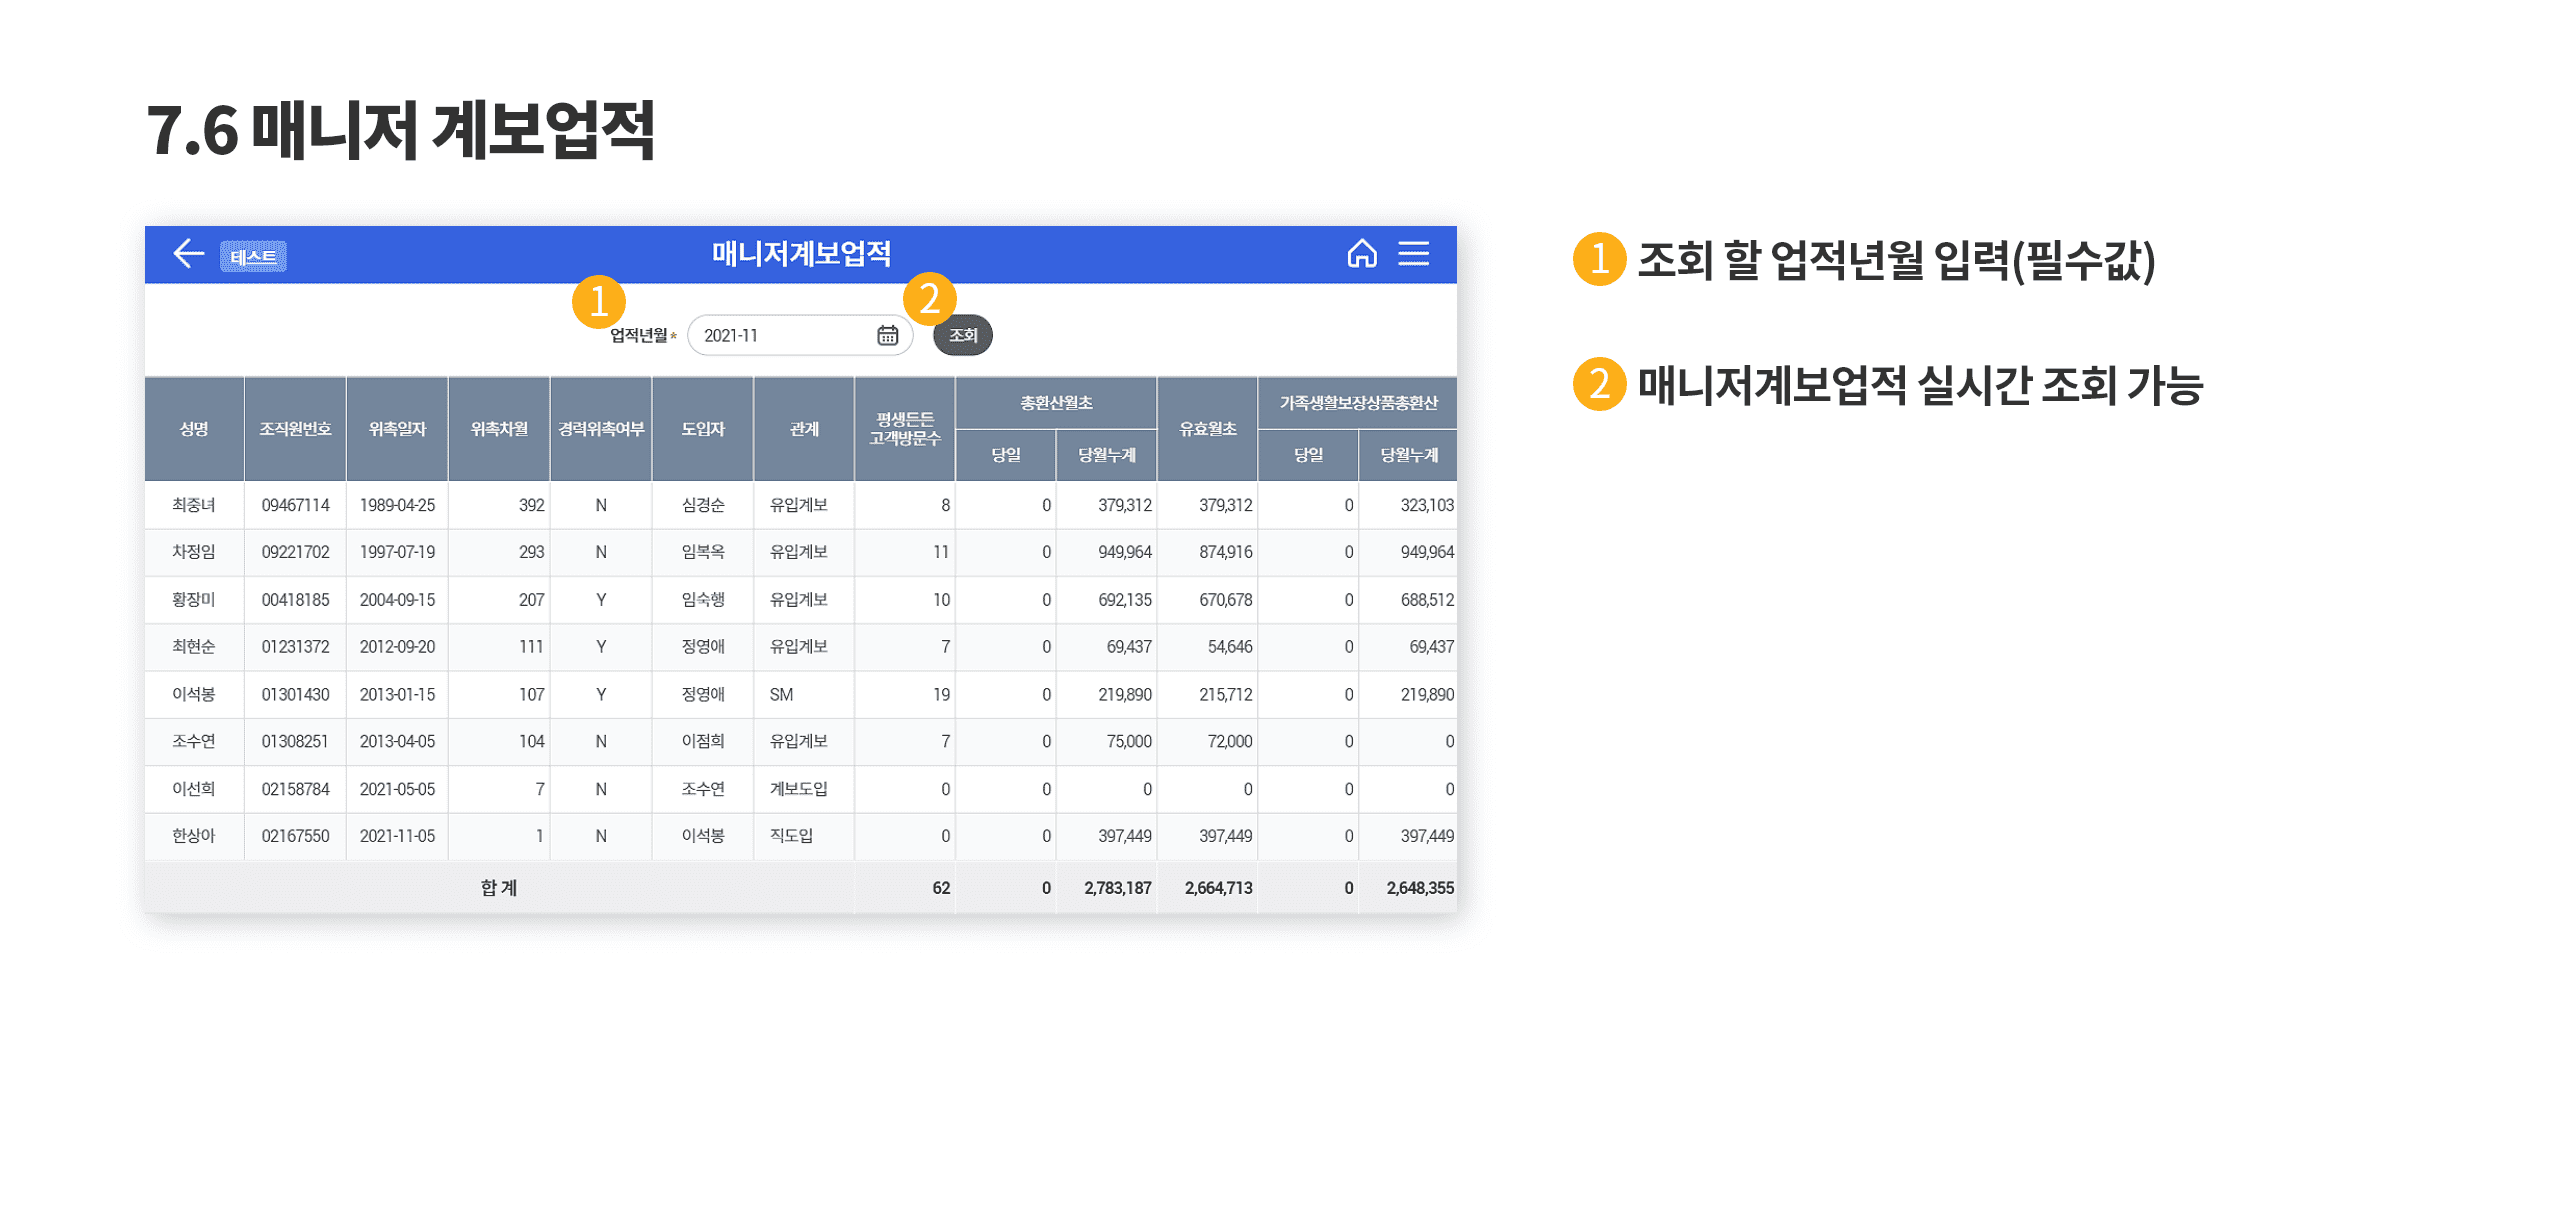 7.6 매니저 계보업적
테스트 매니저계보업적
1 2
업적년월* 2021-11 조회
성명 조직원번호 위촉일자 위촉차월 경력위촉여부 도입자 관계 평생든든 고객방문수 총환산월초 유효월초 가족생활보장상품총환산
당일 당월누계 당일 당월누계
최중녀 09467114 1989-04-25 392 N 심경순 유입계보 8 0 379,312 379,312 0 323,103
차정임 09221702 1997-07-19 293 N 임복옥 유입계보 11 0 949,964 874,916 0 949,964
황장미 00418185 2004-09-15 207 Y 임숙행 유입계보 10 0 692,135 670,678 0 688,512
최현순 01231372 2012-09-20 111 Y 정영애 유입계보 7 0 69,437 54,646 0 69,437
이석봉 01301430 2013-01-15 107 Y 정영애 SM 19 0 219,890 215,712 0 219,890
조수연 01308251 2013-04-05 104 N 이점희 유입계보 7 0 75,000 72,000 0 0
이선희 02158784 2021-05-05 7 N 조수연 계보도입 0 0 0 0 0 0
한상아 02167550 2021-11-05 1 N 이석봉 직도입 0 0 397,449 397,449 0 397,449
합 계 62 0 2,783,187 2,664,713 0 2,648,355
1 조회 할 업적년월 입력(필수값)
2 매니저계보업적 실시간 조회 가능